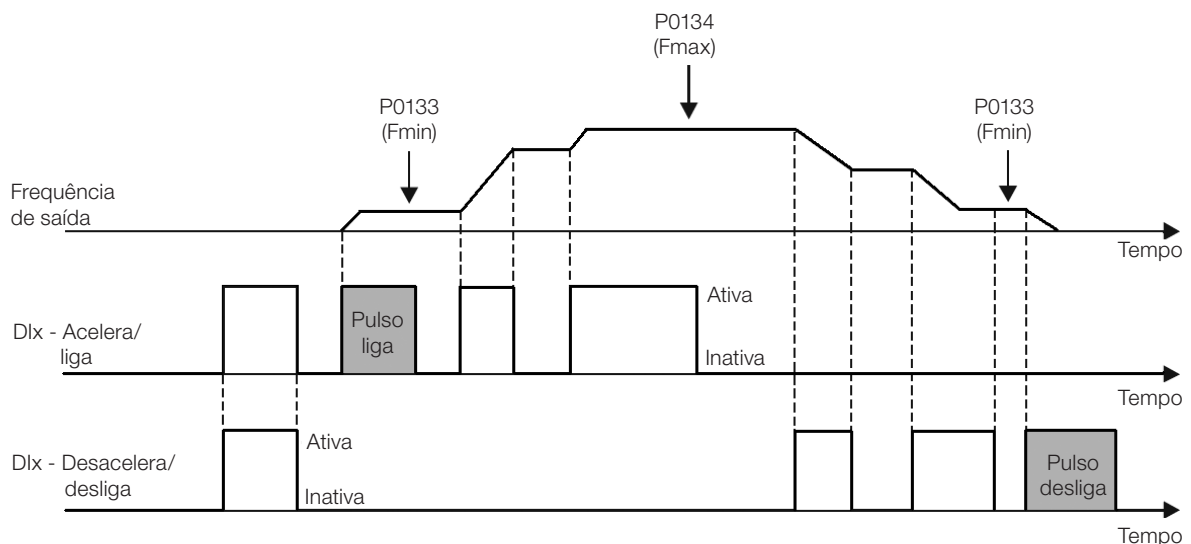 P0134
(Fmax)
P0133
(Fmin)
P0133
(Fmin)
Frequência
de saída
Tempo
DIx - Acelera/
liga
Pulso
liga
Ativa
Inativa
Tempo
DIx - Desacelera/
desliga
Ativa
Inativa
Pulso
desliga
Tempo